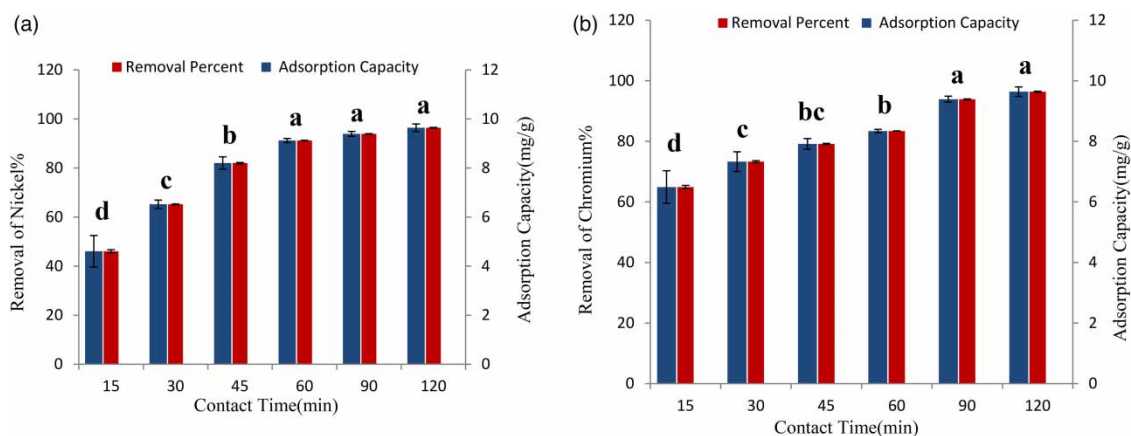 (a)
Removal Percent Adsorption Capacity
Removal of Nickel%
120
100
80
60
40
20
0
d
c
b
a
a
a
12
10
8
6
4
2
0
Adsorption Capacity(mg/g)
15 30 45 60 90 120
Contact Time(min)
(b)
Removal Percent Adsorption Capacity
Removal of Chromium%
120
100
80
60
40
20
0
d
c
bc
b
a
a
12
10
8
6
4
2
0
Adsorption Capacity(mg/g)
15 30 45 60 90 120
Contact Time(min)